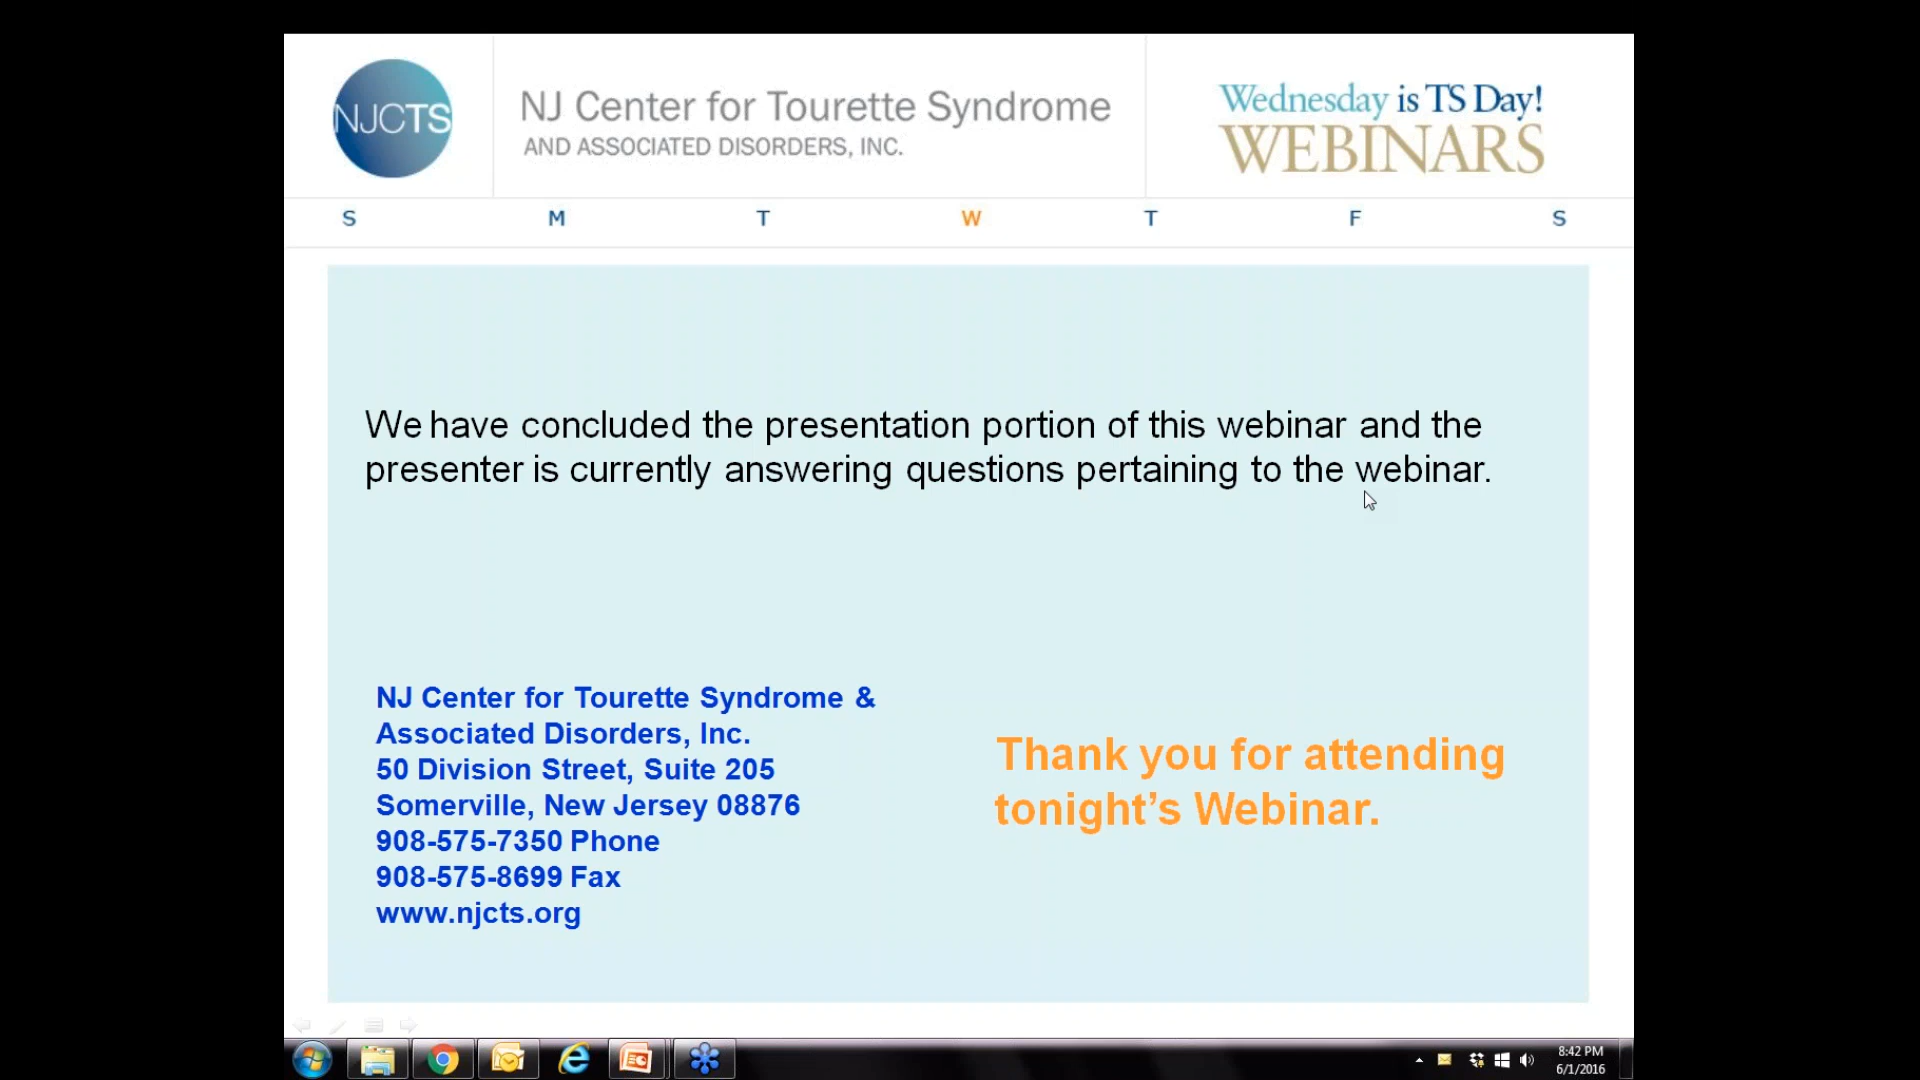 NJCTS
NJ Center for Tourette Syndrome
AND ASSOCIATED DISORDERS, INC.
Wednesday is TS Day!
WEBINARS
S M T W T F S
We have concluded the presentation portion of this webinar and the
presenter is currently answering questions pertaining to the webinar.
NJ Center for Tourette Syndrome &
Associated Disorders, Inc.
50 Division Street, Suite 205
Somerville, New Jersey 08876
908-575-7350 Phone
908-575-8699 Fax
www.njcts.org
Thank you for attending
tonight’s Webinar.
8:42 PM
6/1/2016